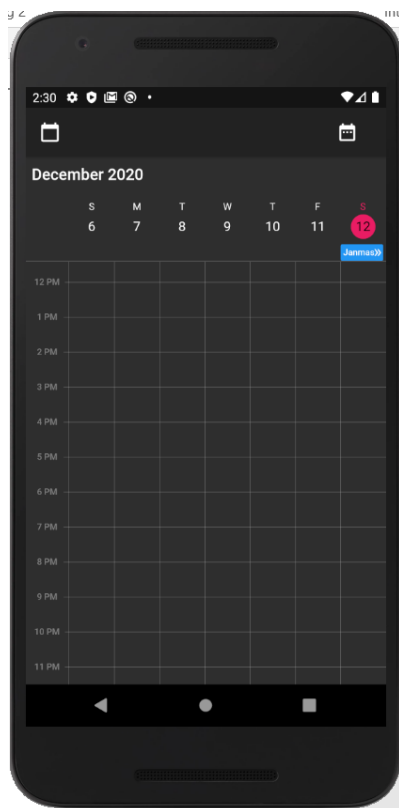 2:30
December 2020
S M T W T F S
6 7 8 9 10 11 12
Janmas»
12 PM
1 PM
2 PM
3 PM
4 PM
5 PM
6 PM
7 PM
8 PM
9 PM
10 PM
11 PM